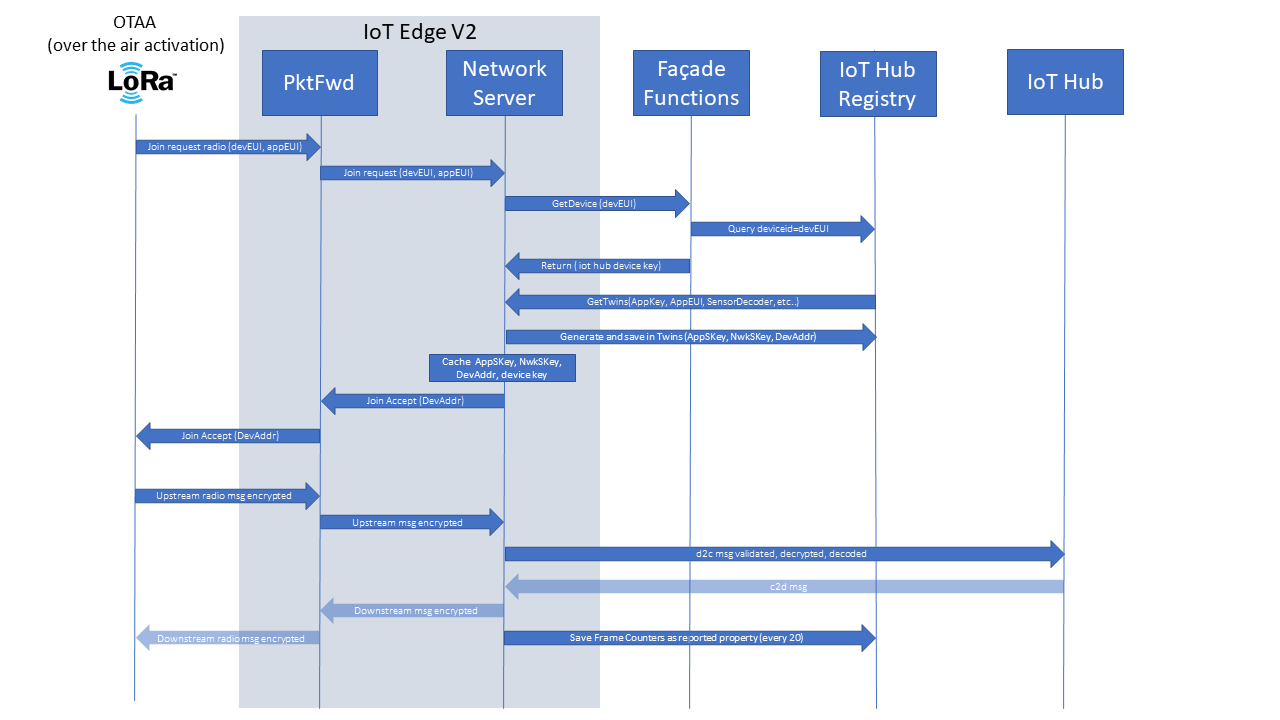 OTAA
(over the air activation)
LoRa™
IoT Edge V2
PktFwd
Network
Server
Façade
Functions
IoT Hub
Registry
IoT Hub
Join request radio (devEUI, appEUI)
Join request (devEUI, appEUI)
GetDevice (devEUI)
Query deviceid=devEUI
Return ( iot hub device key)
GetTwins(AppKey, AppEUI, SensorDecoder, etc..)
Generate and save in Twins (AppSKey, NwkSKey, DevAddr)
Cache AppSKey, NwkSKey,
DevAddr, device key
Join Accept (DevAddr)
Join Accept (DevAddr)
Upstream radio msg encrypted
Upstream msg encrypted
d2c msg validated, decrypted, decoded
c2d msg
Downstream msg encrypted
Downstream radio msg encrypted
Save Frame Counters as reported property (every 20)